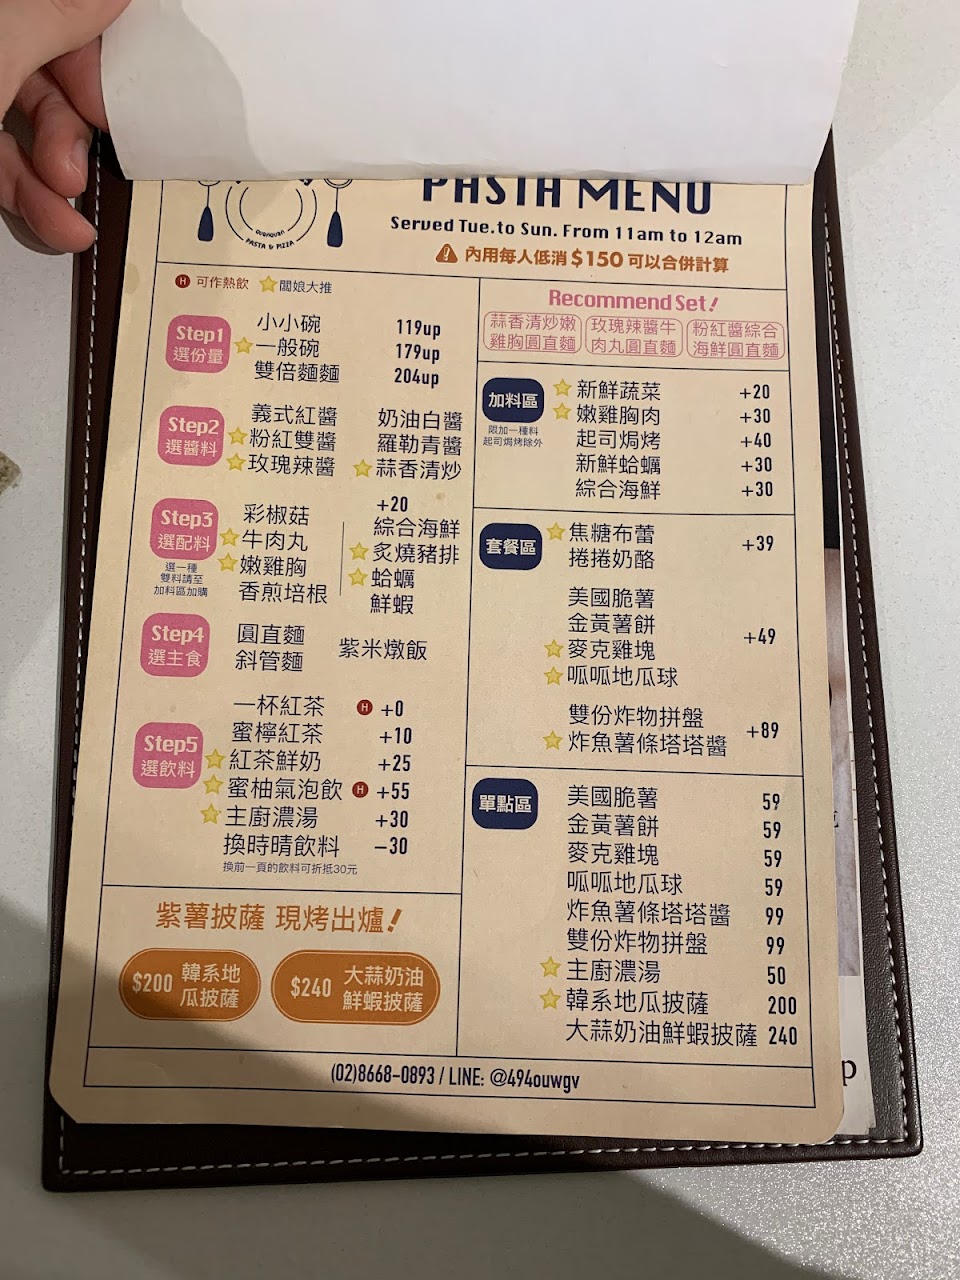 PASTA MENU
Served Tue.to Sun. From 11am to 12am
內用每人低消$150可以合併計算
PASTA & PIZZA
H 可作熱飲 闆娘大推
Step1
選份量
小小碗 119up
一般碗 179up
雙倍麵麵 204up
Step2
選醬料
義式紅醬 奶油白醬
粉紅雙醬 羅勒青醬
玫瑰辣醬 蒜香清炒
Step3
選配料
選一種
雙料請至
加料區加購
彩椒菇
牛肉丸
嫩雞胸
香煎培根
+20
綜合海鮮
炙燒豬排
蛤蠣
鮮蝦
Step4
選主食
圓直麵
斜管麵
紫米燉飯
Step5
選飲料
一杯紅茶 H +0
蜜檸紅茶 +10
紅茶鮮奶 +25
蜜柚氣泡飲 H +55
主廚濃湯 +30
換時晴飲料 -30
換前一頁的飲料可折抵30元
紫薯披薩 現烤出爐!
$200 韓系地
瓜披薩
$240 大蒜奶油
鮮蝦披薩
Recommend Set!
蒜香清炒嫩
雞胸圓直麵
玫瑰辣醬牛
肉丸圓直麵
粉紅醬綜合
海鮮圓直麵
加料區
限加一種料
起司焗烤除外
新鮮蔬菜 +20
嫩雞胸肉 +30
起司焗烤 +40
新鮮蛤蠣 +30
綜合海鮮 +30
套餐區
焦糖布蕾
捲捲奶酪
+39
美國脆薯
金黃薯餅
麥克雞塊
呱呱地瓜球
+49
雙份炸物拼盤
炸魚薯條塔塔醬
+89
單點區
美國脆薯 59
金黃薯餅 59
麥克雞塊 59
呱呱地瓜球 59
炸魚薯條塔塔醬 99
雙份炸物拼盤 99
主廚濃湯 50
韓系地瓜披薩 200
大蒜奶油鮮蝦披薩 240
(02)8668-0893 / LINE: @494ouwgv
p